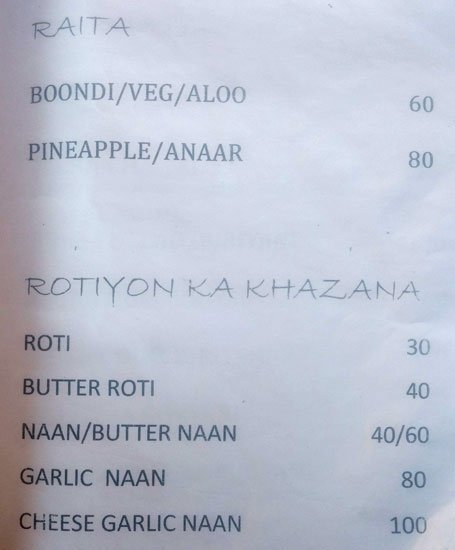 RAITA
BOONDI/VEG/ALOO 60
PINEAPPLE/ANAAR 80
ROTIYON KA KHAZANA
ROTI 30
BUTTER ROTI 40
NAAN/BUTTER NAAN 40/60
GARLIC NAAN 80
CHEESE GARLIC NAAN 100